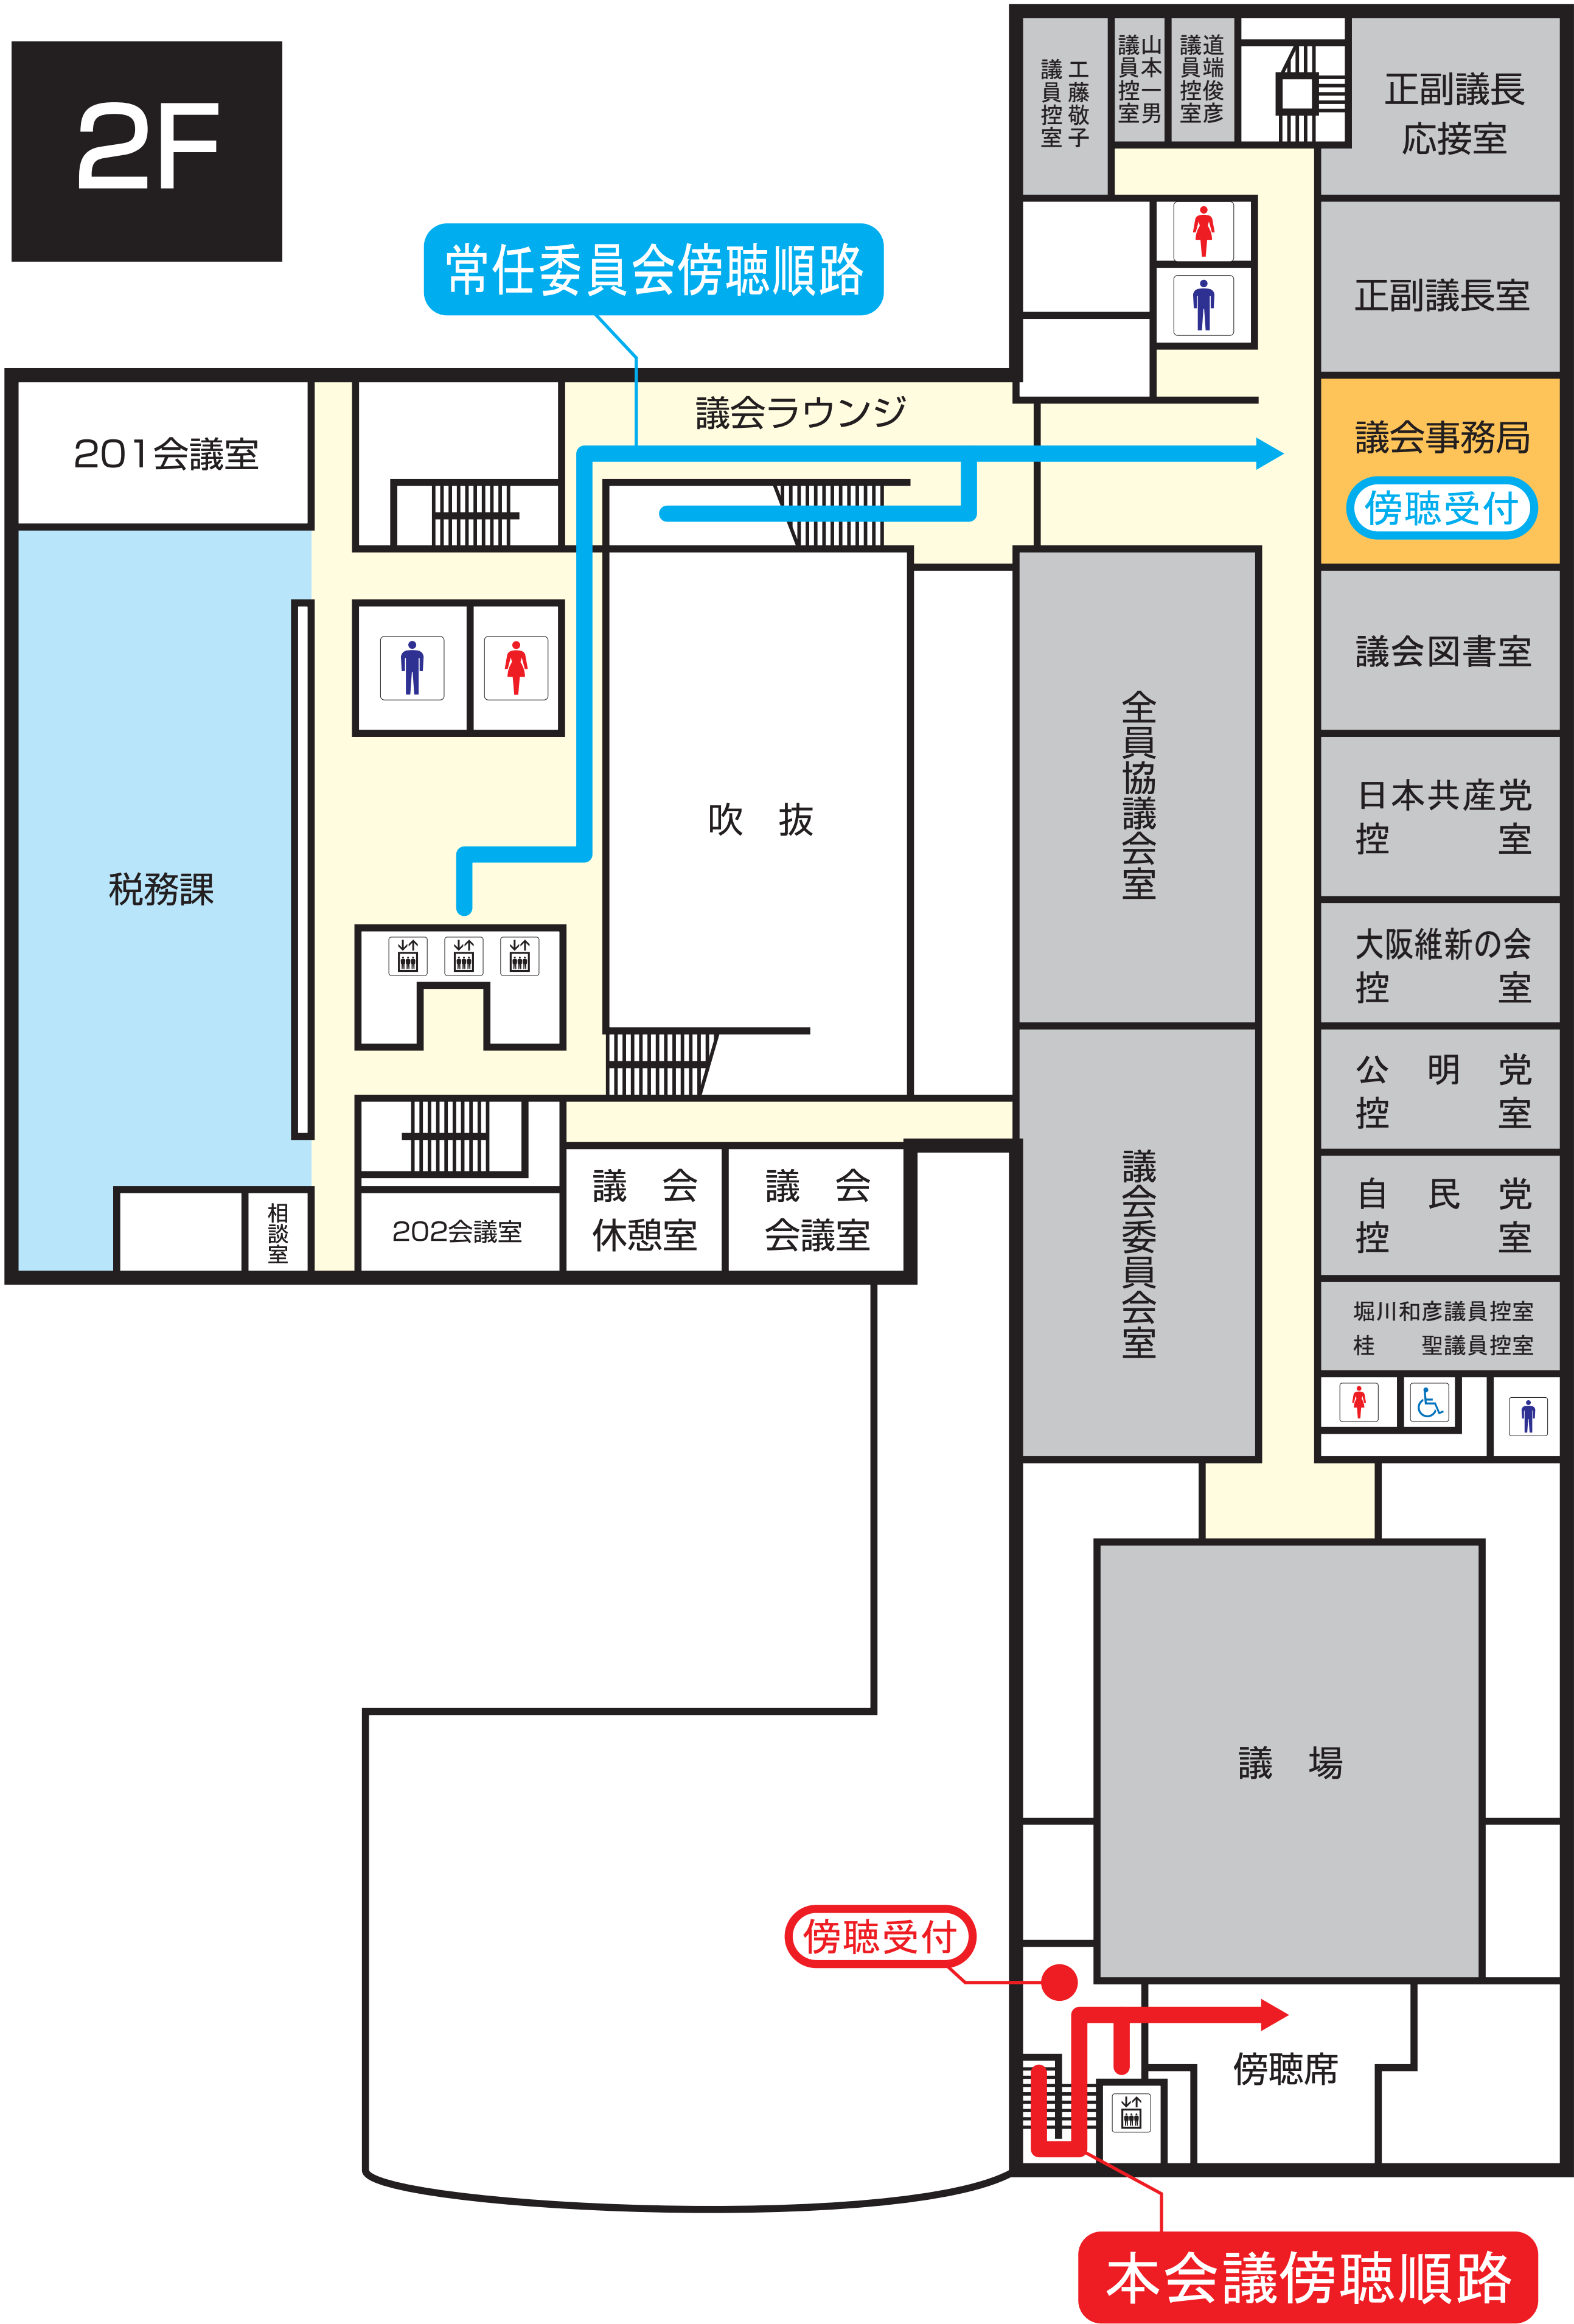 2F
工藤敬子
議員控室
山本一男
議員控室
道端俊彦
議員控室
正副議長
応接室
常任委員会傍聴順路
正副議長室
議会ラウンジ
201会議室
議会事務局
傍聴受付
議会図書室
全員協議会室
吹 抜
日本共産党
控 室
税務課
大阪維新の会
控 室
公 明 党
控 室
議会委員会室
議 会
休憩室
議 会
会議室
自 民 党
控 室
相談室
202会議室
堀川和彦議員控室
桂 聖議員控室
議 場
傍聴受付
傍聴席
本会議傍聴順路